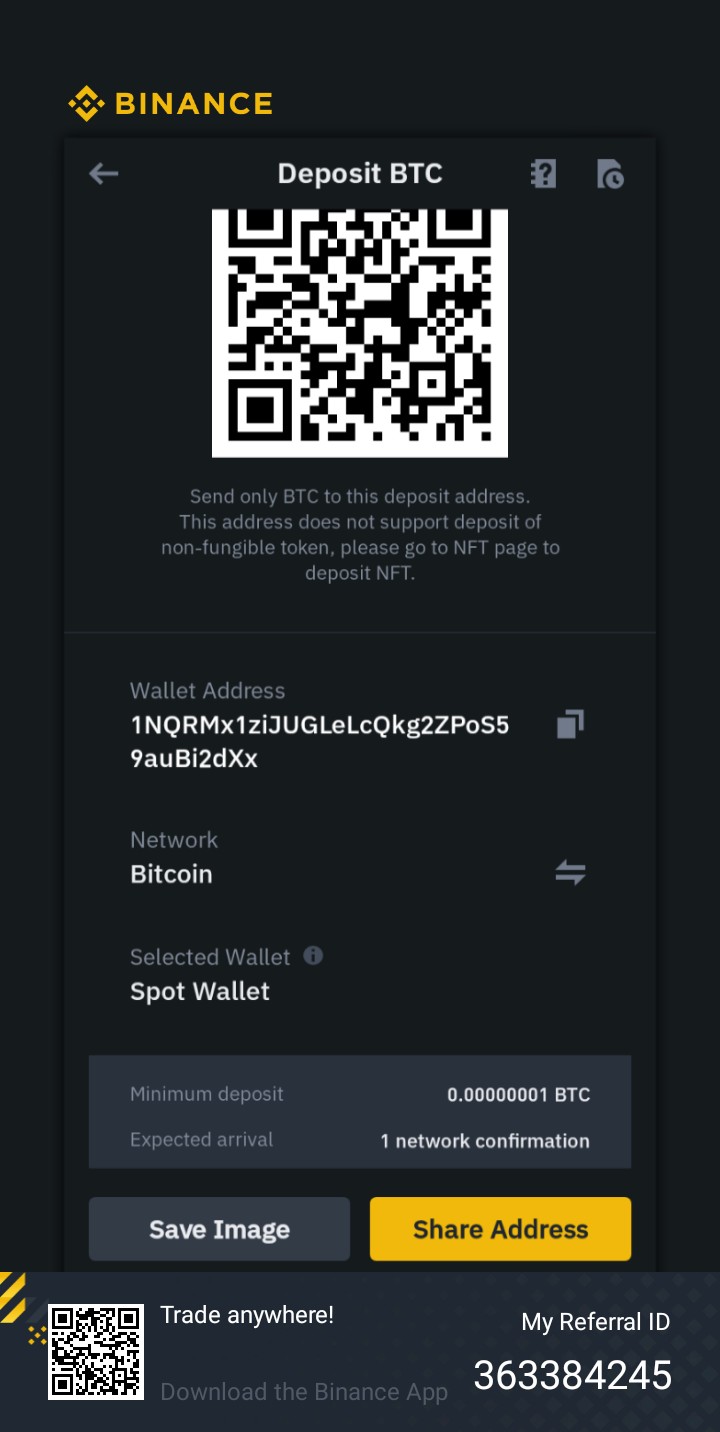 BINANCE
Deposit BTC
Send only BTC to this deposit address.
This address does not support deposit of
non-fungible token, please go to NFT page to
deposit NFT.
Wallet Address
1NQRMx1ziJUGLeLcQkg2ZPoS5
9auBi2dXx
Network
Bitcoin
Selected Wallet
Spot Wallet
Minimum deposit 0.00000001 BTC
Expected arrival 1 network confirmation
Save Image Share Address
Trade anywhere!
My Referral ID
363384245
Download the Binance App